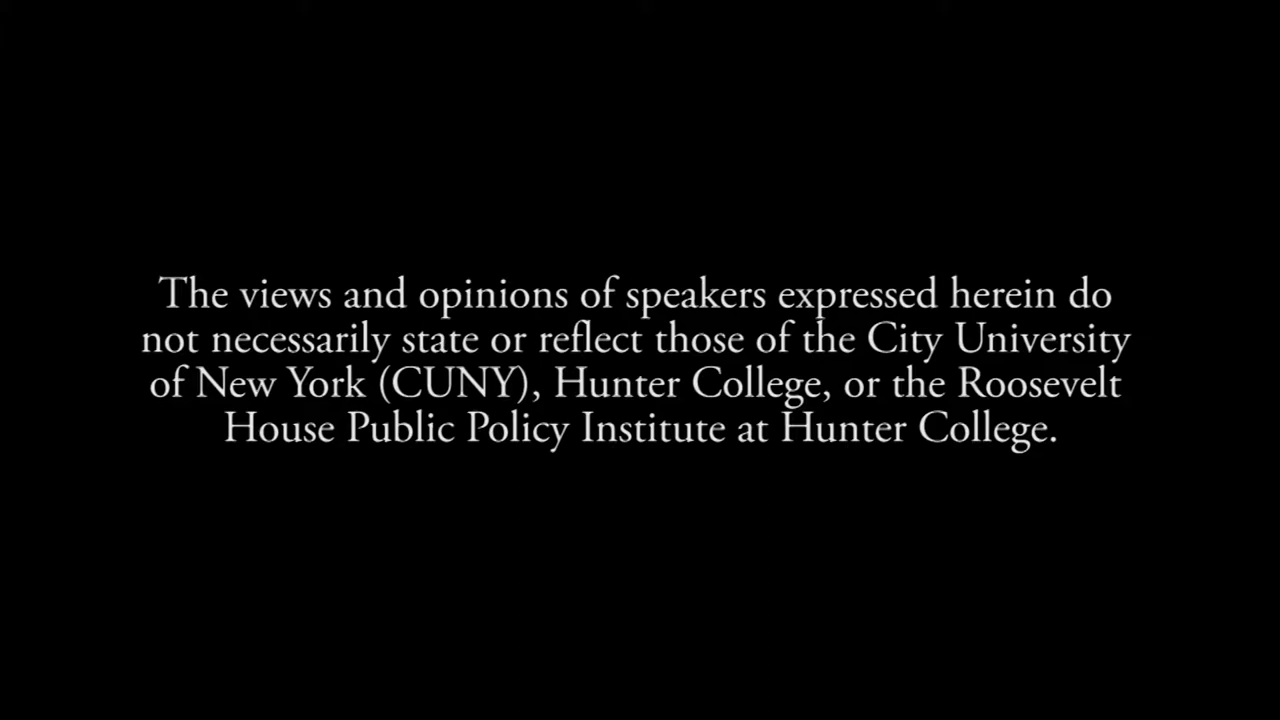 The views and opinions of speakers expressed herein do
not necessarily state or reflect those of the City University
of New York (CUNY), Hunter College, or the Roosevelt
House Public Policy Institute at Hunter College.